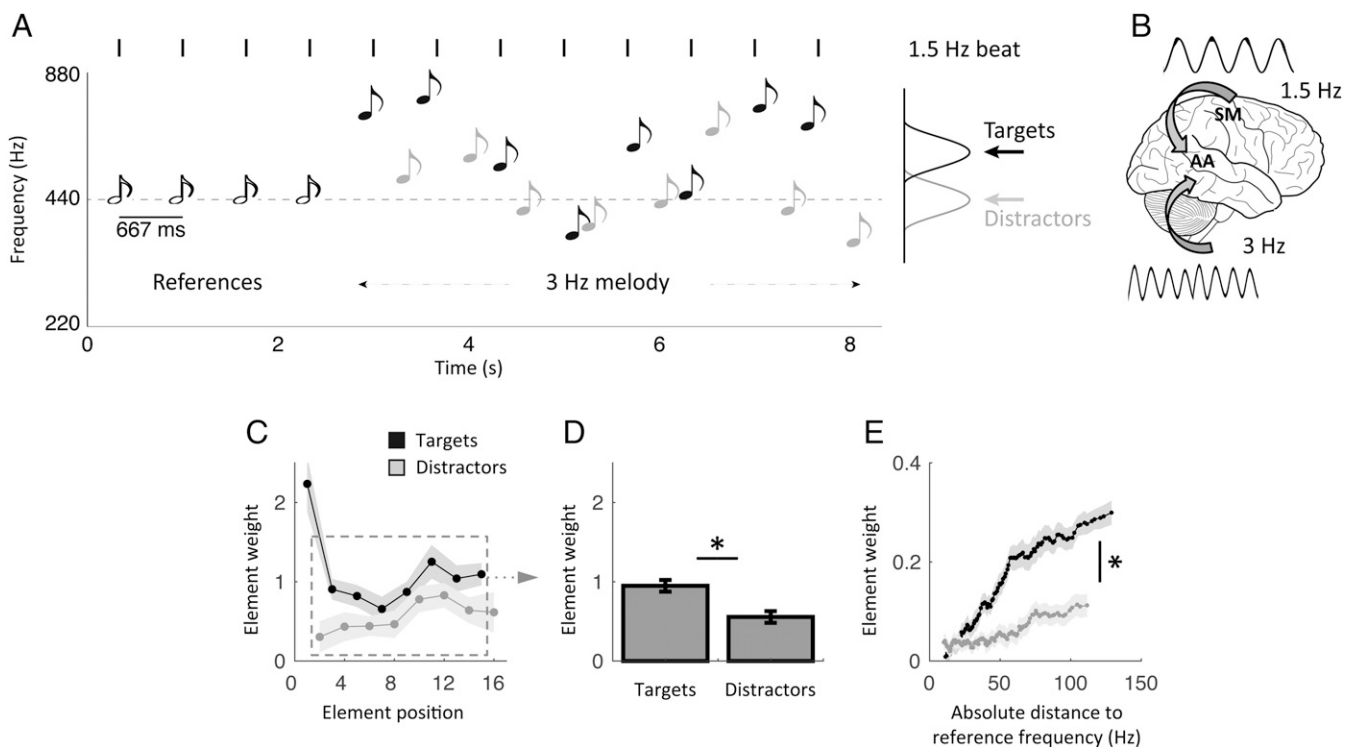 A
1.5 Hz beat
B
880
440
220
Frequency (Hz)
667 ms
References
3 Hz melody
0
2
4
6
8
Time (s)
Targets
Distractors
1.5 Hz
SM
AA
3 Hz
C
Targets
Distractors
2
1
0
Element weight
0
4
8
12
16
Element position
D
2
1
0
Element weight
*
Targets
Distractors
E
0.4
0.2
0
Element weight
*
0
50
100
150
Absolute distance to
reference frequency (Hz)